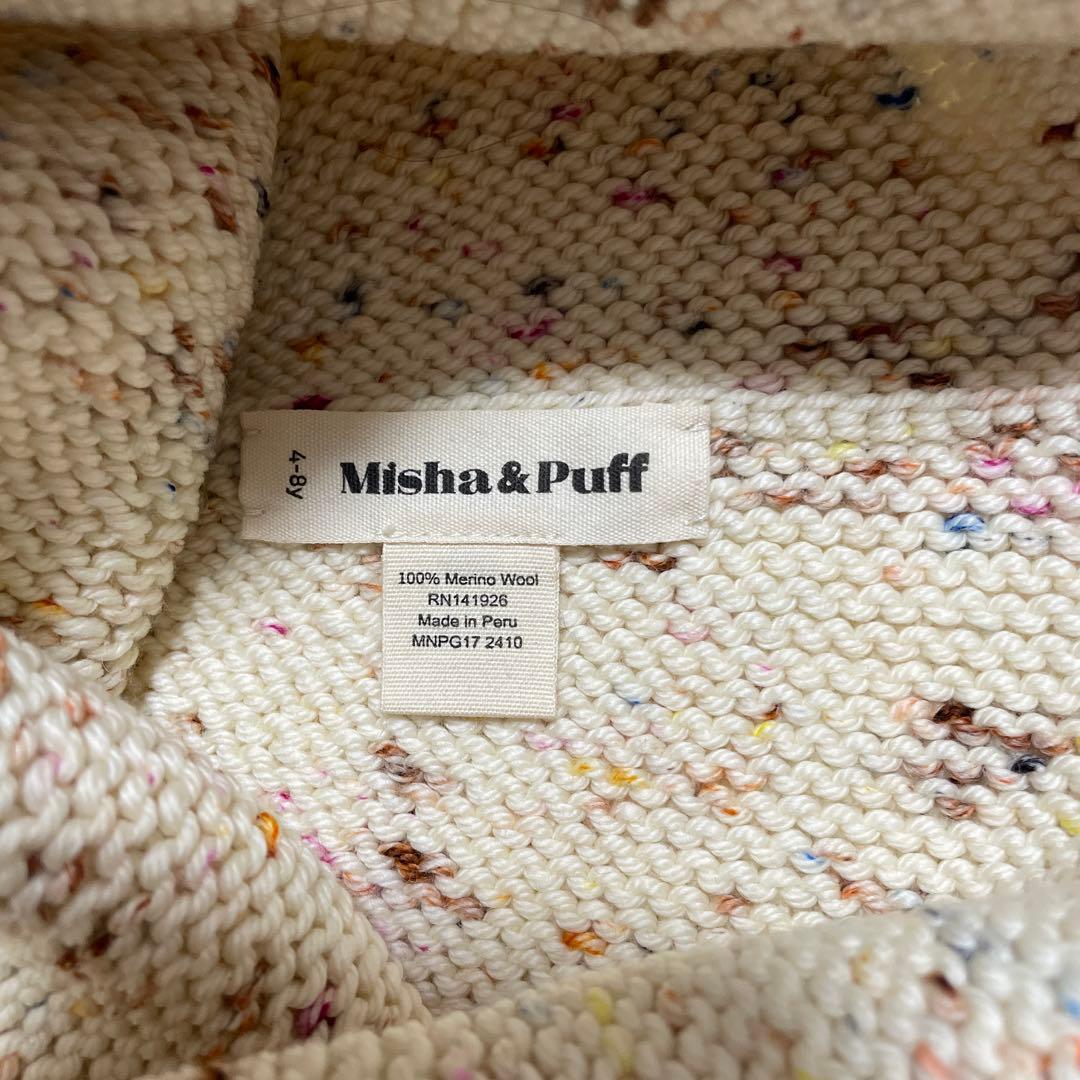 4-8y
Misha & Puff
100% Merino Wool
RN141926
Made in Peru
MNPG17 2410